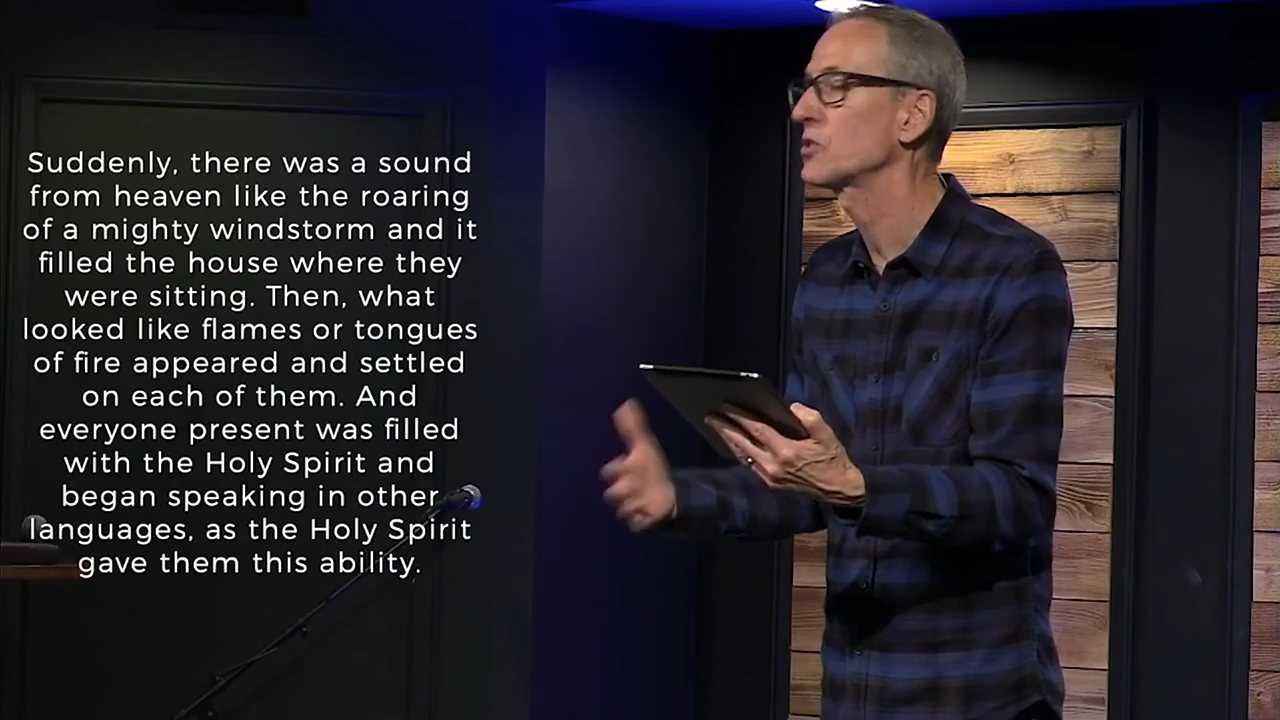 Suddenly, there was a sound
from heaven like the roaring
of a mighty windstorm and it
filled the house where they
were sitting. Then, what
looked like flames or tongues
of fire appeared and settled
on each of them. And
everyone present was filled
with the Holy Spirit and
began speaking in other
languages, as the Holy Spirit
gave them this ability.